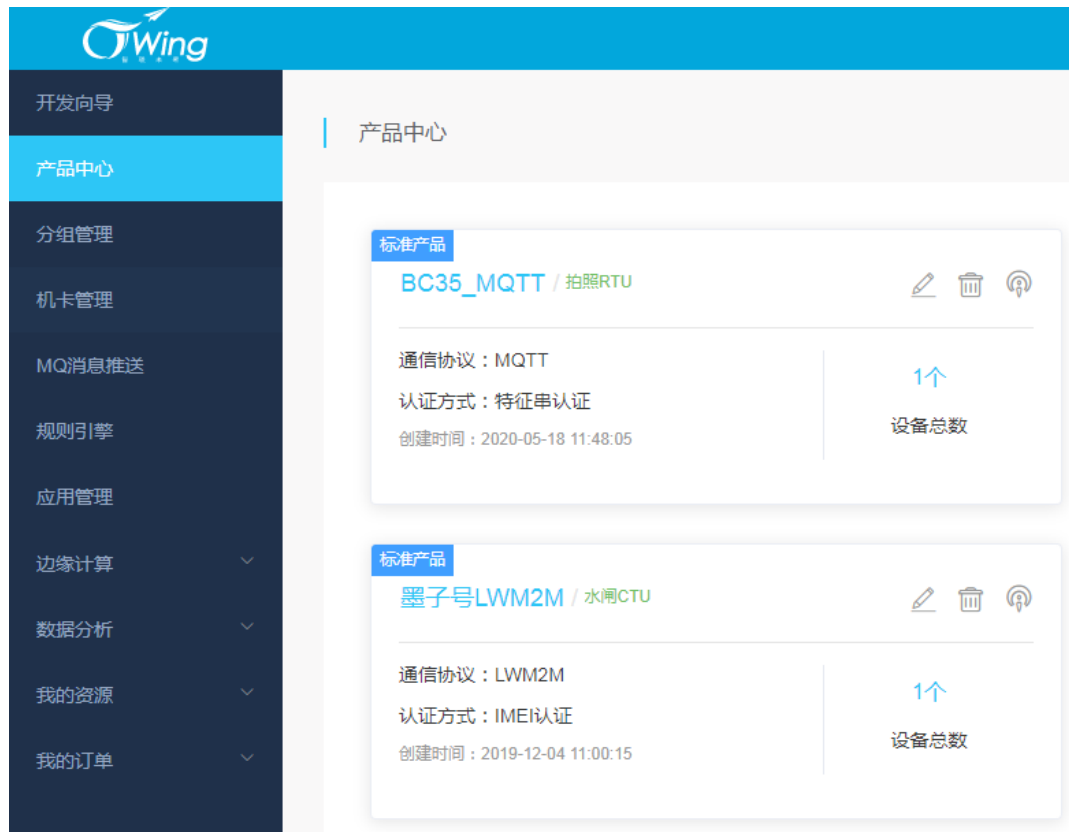 CTWing
开发向导
产品中心
分组管理
机卡管理
MQ消息推送
规则引擎
应用管理
边缘计算
数据分析
我的资源
我的订单
产品中心
标准产品
BC35_MQTT / 拍照RTU
通信协议：MQTT
认证方式：特征串认证
创建时间：2020-05-18 11:48:05
1个
设备总数
标准产品
墨子号LWM2M / 水闸CTU
通信协议：LWM2M
认证方式：IMEI认证
创建时间：2019-12-04 11:00:15
1个
设备总数